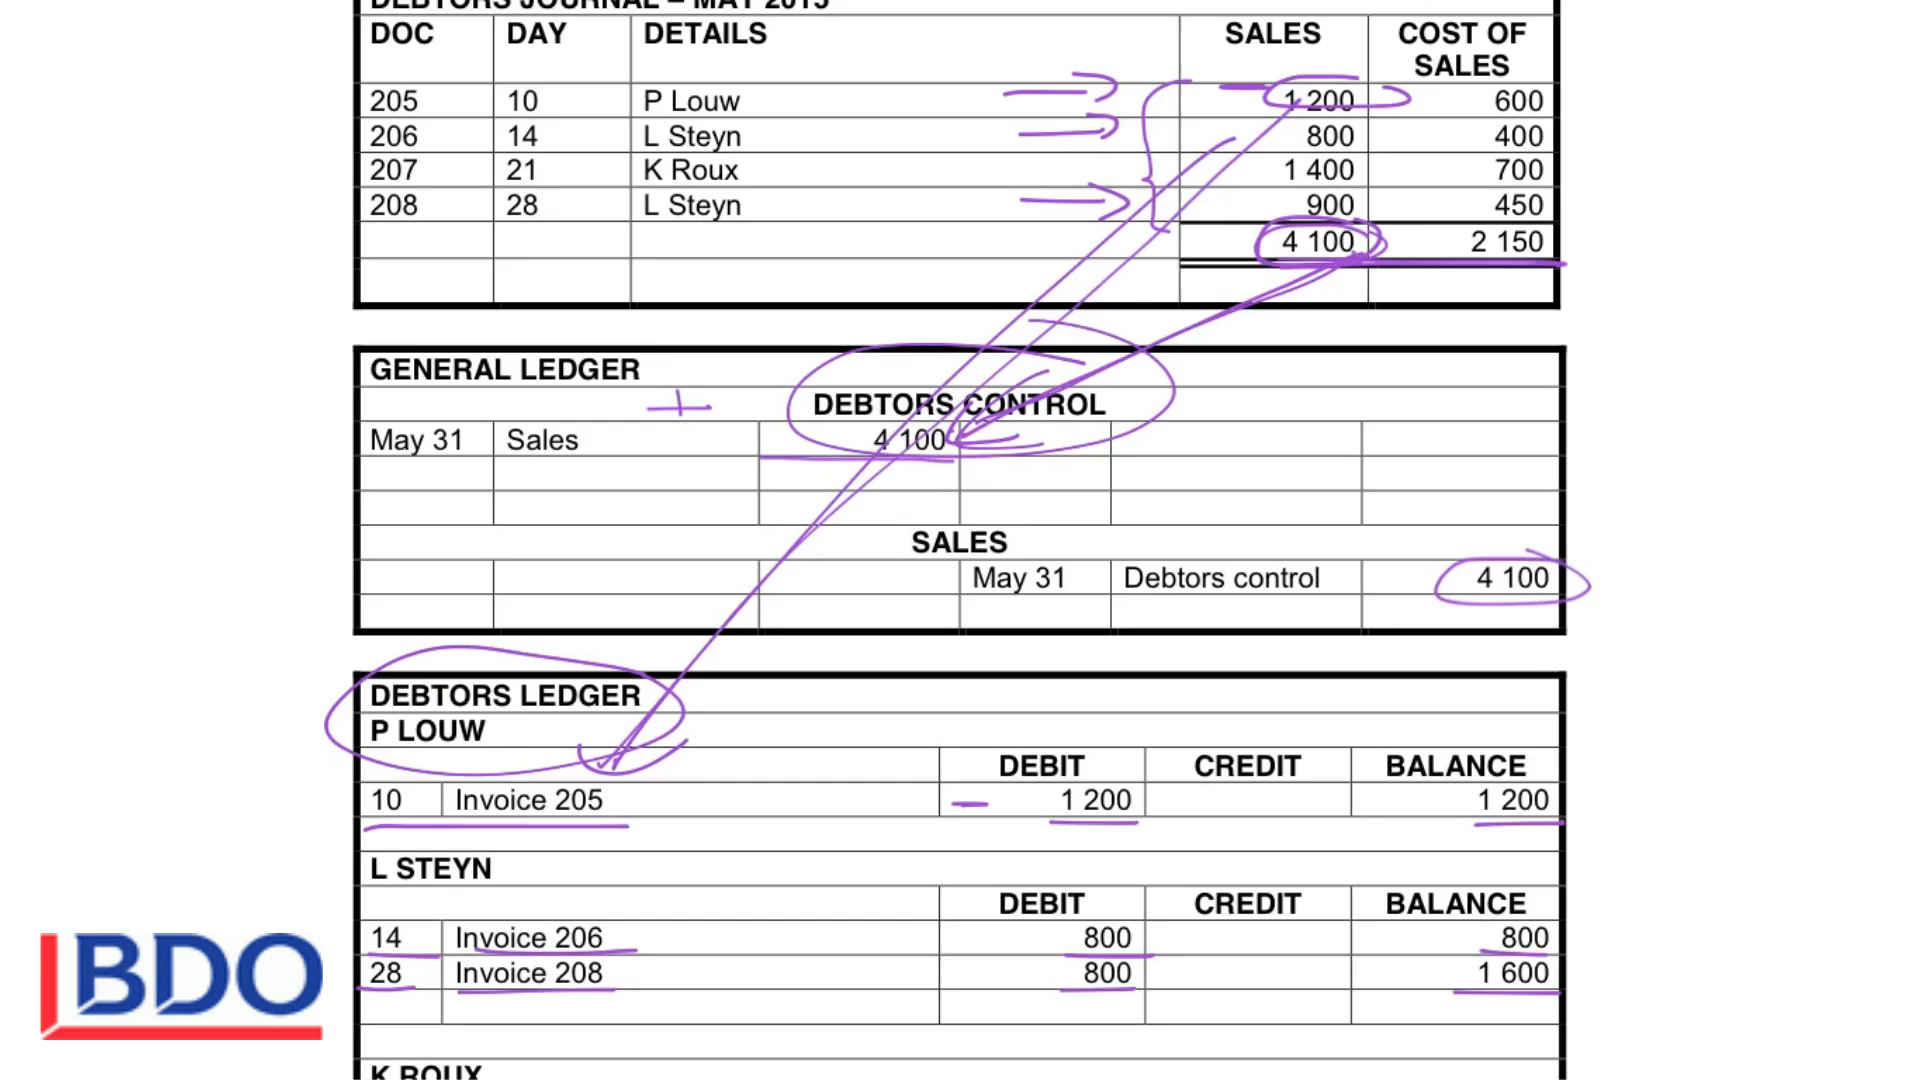 DEBTORS JOURNAL – MAY 2015
DOC DAY DETAILS SALES COST OF SALES
205 10 P Louw 1 200 600
206 14 L Steyn 800 400
207 21 K Roux 1 400 700
208 28 L Steyn 900 450
4 100 2 150
GENERAL LEDGER
+
DEBTORS CONTROL
May 31 Sales 4 100
SALES
May 31 Debtors control 4 100
DEBTORS LEDGER
P LOUW
DEBIT CREDIT BALANCE
10 Invoice 205 1 200 1 200
L STEYN
DEBIT CREDIT BALANCE
14 Invoice 206 800 800
28 Invoice 208 800 1 600
K ROUX
BDO